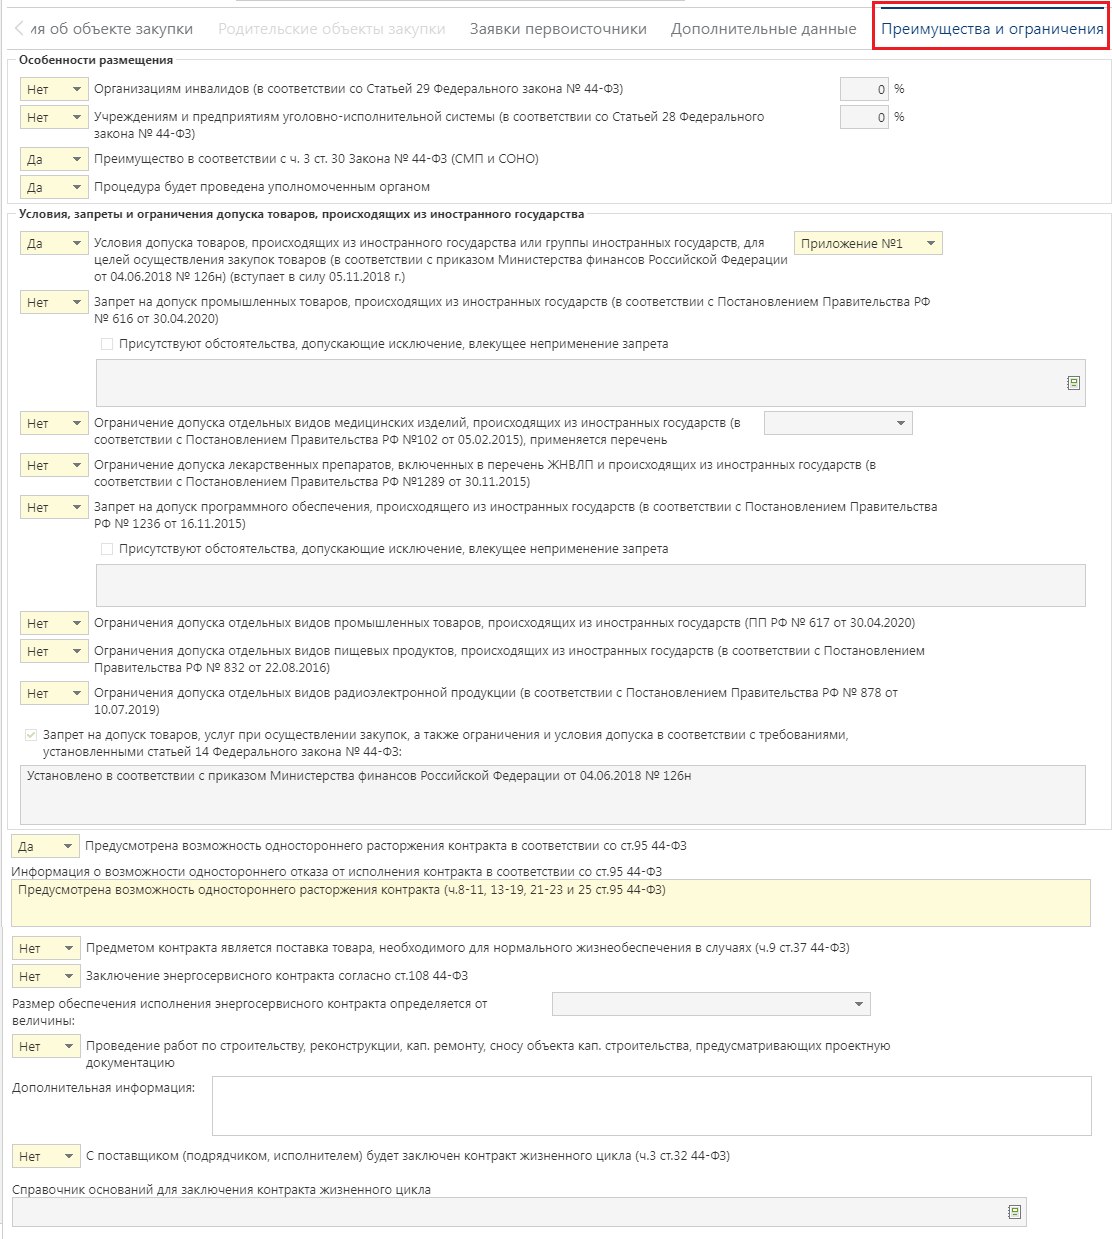 ия об объекте закупки Родительские объекты закупки Заявки первоисточники Дополнительные данные Преимущества и ограничения
Особенности размещения
Нет Организациям инвалидов (в соответствии со Статьей 29 Федерального закона № 44-ФЗ) 0 %
Нет Учреждениям и предприятиям уголовно-исполнительной системы (в соответствии со Статьей 28 Федерального 0 %
закона № 44-ФЗ)
Да Преимущество в соответствии с ч. 3 ст. 30 Закона № 44-ФЗ (СМП и СОНО)
Да Процедура будет проведена уполномоченным органом
Условия, запреты и ограничения допуска товаров, происходящих из иностранного государства
Да Условия допуска товаров, происходящих из иностранного государства или группы иностранных государств, для Приложение №1
целей осуществления закупок товаров (в соответствии с приказом Министерства финансов Российской Федерации
от 04.06.2018 № 126н) (вступает в силу 05.11.2018 г.)
Нет Запрет на допуск промышленных товаров, происходящих из иностранных государств (в соответствии с Постановлением Правительства РФ
№ 616 от 30.04.2020)
Присутствуют обстоятельства, допускающие исключение, влекущее неприменение запрета
Нет Ограничение допуска отдельных видов медицинских изделий, происходящих из иностранных государств (в
соответствии с Постановлением Правительства РФ №102 от 05.02.2015), применяется перечень
Нет Ограничение допуска лекарственных препаратов, включенных в перечень ЖНВЛП и происходящих из иностранных государств (в
соответствии с Постановлением Правительства РФ №1289 от 30.11.2015)
Нет Запрет на допуск программного обеспечения, происходящего из иностранных государств (в соответствии с Постановлением Правительства
РФ № 1236 от 16.11.2015)
Присутствуют обстоятельства, допускающие исключение, влекущее неприменение запрета
Нет Ограничения допуска отдельных видов промышленных товаров, происходящих из иностранных государств (ПП РФ № 617 от 30.04.2020)
Нет Ограничения допуска отдельных видов пищевых продуктов, происходящих из иностранных государств (в соответствии с Постановлением
Правительства РФ № 832 от 22.08.2016)
Нет Ограничения допуска отдельных видов радиоэлектронной продукции (в соответствии с Постановлением Правительства РФ № 878 от
10.07.2019)
Запрет на допуск товаров, услуг при осуществлении закупок, а также ограничения и условия допуска в соответствии с требованиями,
установленными статьей 14 Федерального закона № 44-ФЗ:
Установлено в соответствии с приказом Министерства финансов Российской Федерации от 04.06.2018 № 126н
Да Предусмотрена возможность одностороннего расторжения контракта в соответствии со ст.95 44-ФЗ
Информация о возможности одностороннего отказа от исполнения контракта в соответствии со ст.95 44-ФЗ
Предусмотрена возможность одностороннего расторжения контракта (ч.8-11, 13-19, 21-23 и 25 ст.95 44-ФЗ)
Нет Предметом контракта является поставка товара, необходимого для нормального жизнеобеспечения в случаях (ч.9 ст.37 44-ФЗ)
Нет Заключение энергосервисного контракта согласно ст.108 44-ФЗ
Размер обеспечения исполнения энергосервисного контракта определяется от
величины:
Нет Проведение работ по строительству, реконструкции, кап. ремонту, сносу объекта кап. строительства, предусматривающих проектную
документацию
Дополнительная информация:
Нет С поставщиком (подрядчиком, исполнителем) будет заключен контракт жизненного цикла (ч.3 ст.32 44-ФЗ)
Справочник оснований для заключения контракта жизненного цикла